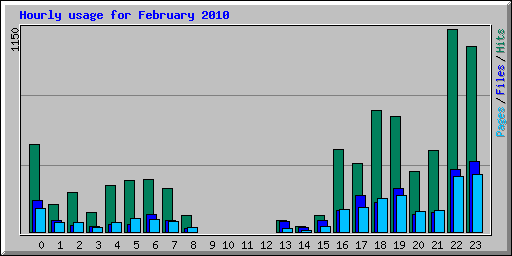 Hourly usage for February 2010
1150
Pages/Files/Hits
0 1 2 3 4 5 6 7 8 9 10 11 12 13 14 15 16 17 18 19 20 21 22 23